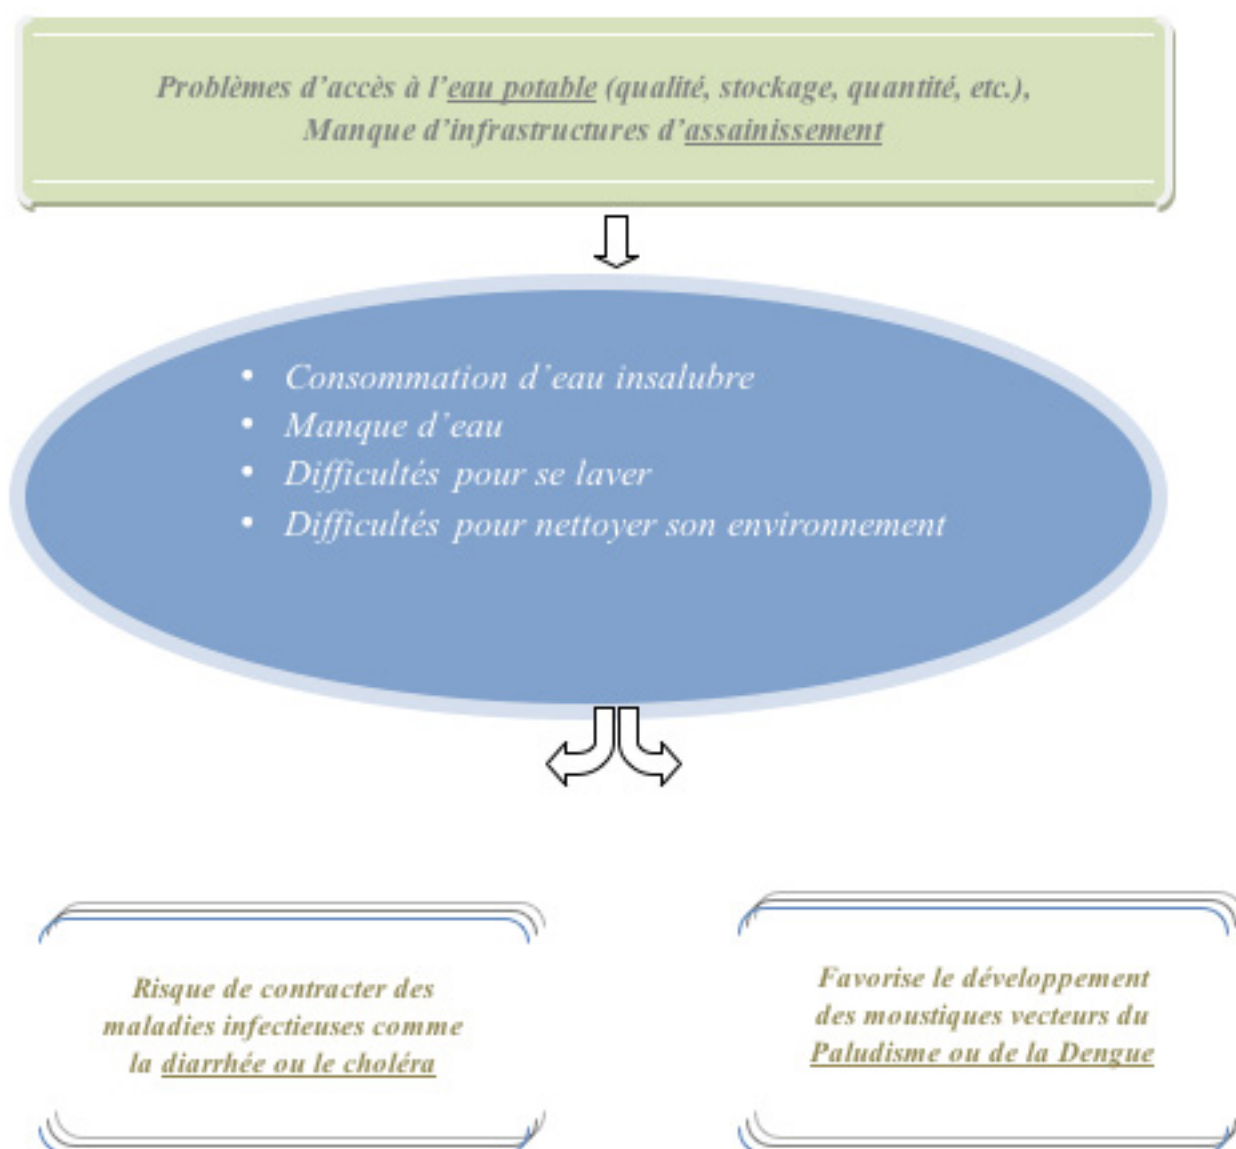 Problèmes d’accès à l’eau potable (qualité, stockage, quantité, etc.),
Manque d’infrastructures d’assainissement
• Consommation d’eau insalubre
• Manque d’eau
• Difficultés pour se laver
• Difficultés pour nettoyer son environnement
Risque de contracter des
maladies infectieuses comme
la diarrhée ou le choléra
Favorise le développement
des moustiques vecteurs du
Paludisme ou de la Dengue